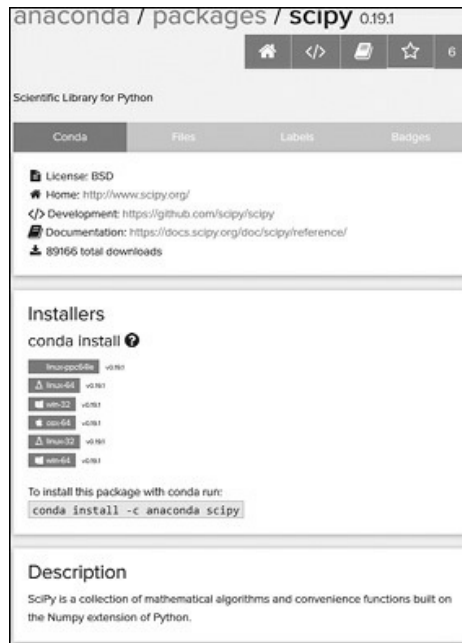 anaconda / packages / scipy 0.19.1
6
Scientific Library for Python
Conda Files Labels Badges
License: BSD
Home: http://www.scipy.org/
</> Development: https://github.com/scipy/scipy
Documentation: https://docs.scipy.org/doc/scipy/reference/
89166 total downloads
Installers
conda install ?
linux-ppc64le v0.19.1
linux-64 v0.19.1
win-32 v0.19.1
osx-64 v0.19.1
linux-32 v0.19.1
win-64 v0.19.1
To install this package with conda run:
conda install -c anaconda scipy
Description
SciPy is a collection of mathematical algorithms and convenience functions built on
the Numpy extension of Python.